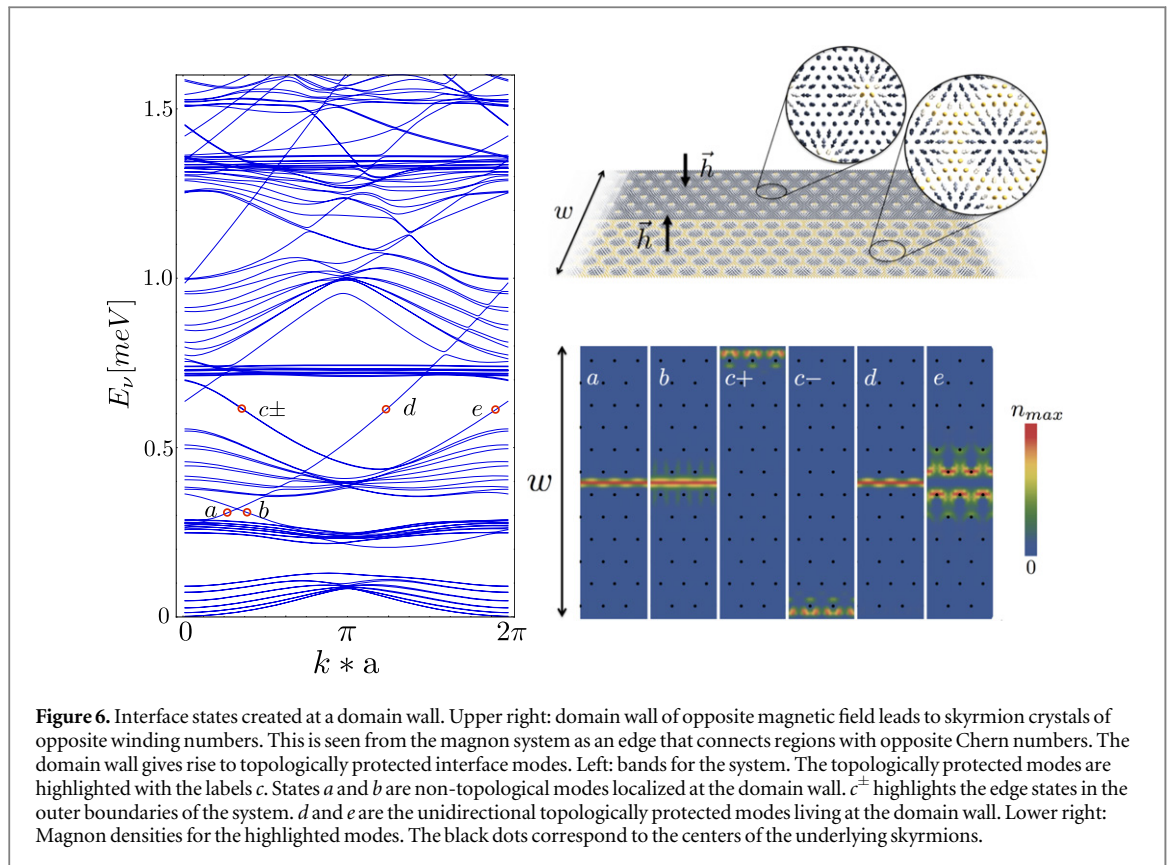 1.5
1.0
0.5
0
E_ν[meV]
0
π
2π
k * a
c±
d
e
a
b
w
h⃗
h⃗
w
a
b
c+
c−
d
e
n_max
0
Figure 6. Interface states created at a domain wall. Upper right: domain wall of opposite magnetic field leads to skyrmion crystals of
opposite winding numbers. This is seen from the magnon system as an edge that connects regions with opposite Chern numbers. The
domain wall gives rise to topologically protected interface modes. Left: bands for the system. The topologically protected modes are
highlighted with the labels c. States a and b are non-topological modes localized at the domain wall. c± highlights the edge states in the
outer boundaries of the system. d and e are the unidirectional topologically protected modes living at the domain wall. Lower right:
Magnon densities for the highlighted modes. The black dots correspond to the centers of the underlying skyrmions.